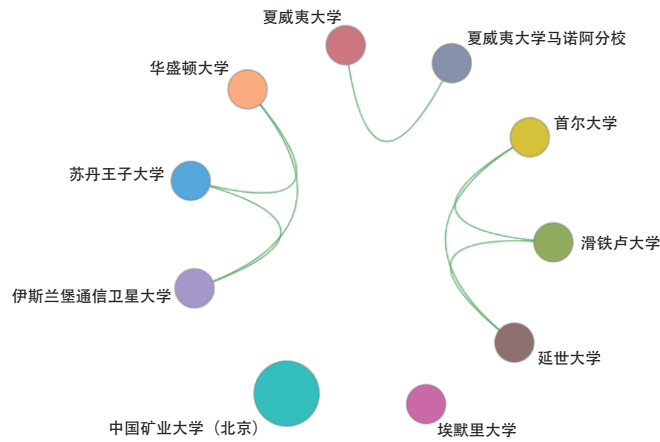 夏威夷大学
夏威夷大学马诺阿分校
华盛顿大学
首尔大学
苏丹王子大学
滑铁卢大学
伊斯兰堡通信卫星大学
延世大学
中国矿业大学（北京）
埃默里大学